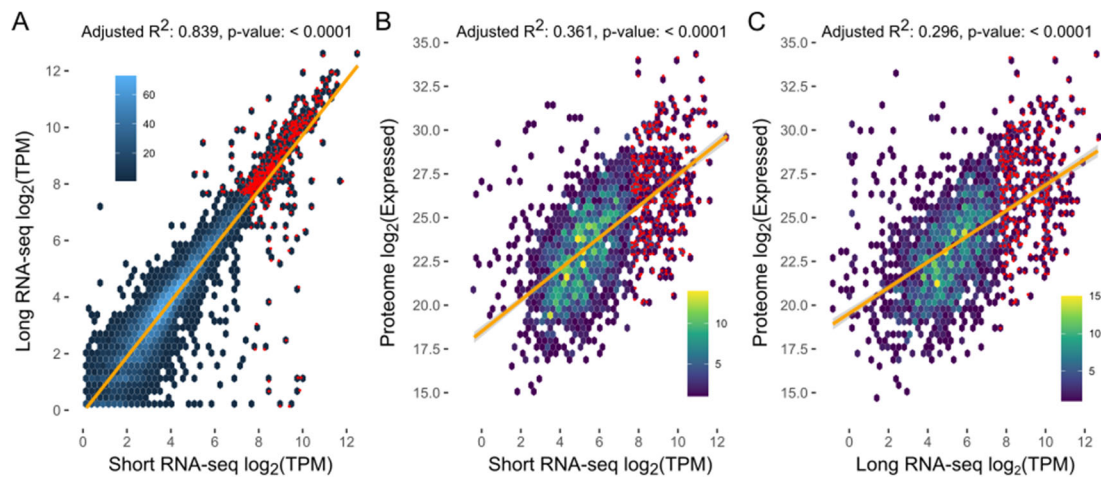 A
Adjusted R2: 0.839, p-value: < 0.0001
Long RNA-seq log2(TPM)
12
10
8
6
4
2
0
60
40
20
0 2 4 6 8 10 12
Short RNA-seq log2(TPM)
B
Adjusted R2: 0.361, p-value: < 0.0001
Proteome log2(Expressed)
35.0
32.5
30.0
27.5
25.0
22.5
20.0
17.5
15.0
10
5
0 2 4 6 8 10 12
Short RNA-seq log2(TPM)
C
Adjusted R2: 0.296, p-value: < 0.0001
Proteome log2(Expressed)
35.0
32.5
30.0
27.5
25.0
22.5
20.0
17.5
15.0
15
10
5
0 2 4 6 8 10 12
Long RNA-seq log2(TPM)